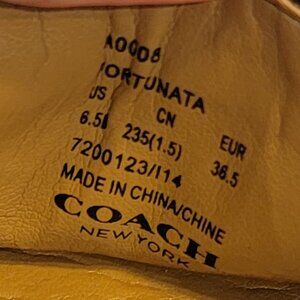 A0008
FORTUNATA
US CN EUR
6.5B 235(1.5) 36.5
7200123/114
MADE IN CHINA/CHINE
COACH
NEW YORK